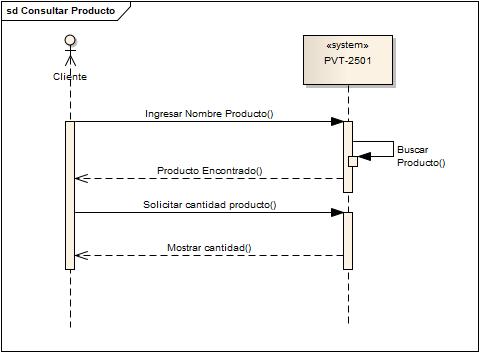 sd Consultar Producto
«system»
PVT-2501
Cliente
Ingresar Nombre Producto()
Buscar
Producto()
Producto Encontrado()
Solicitar cantidad producto()
Mostrar cantidad()